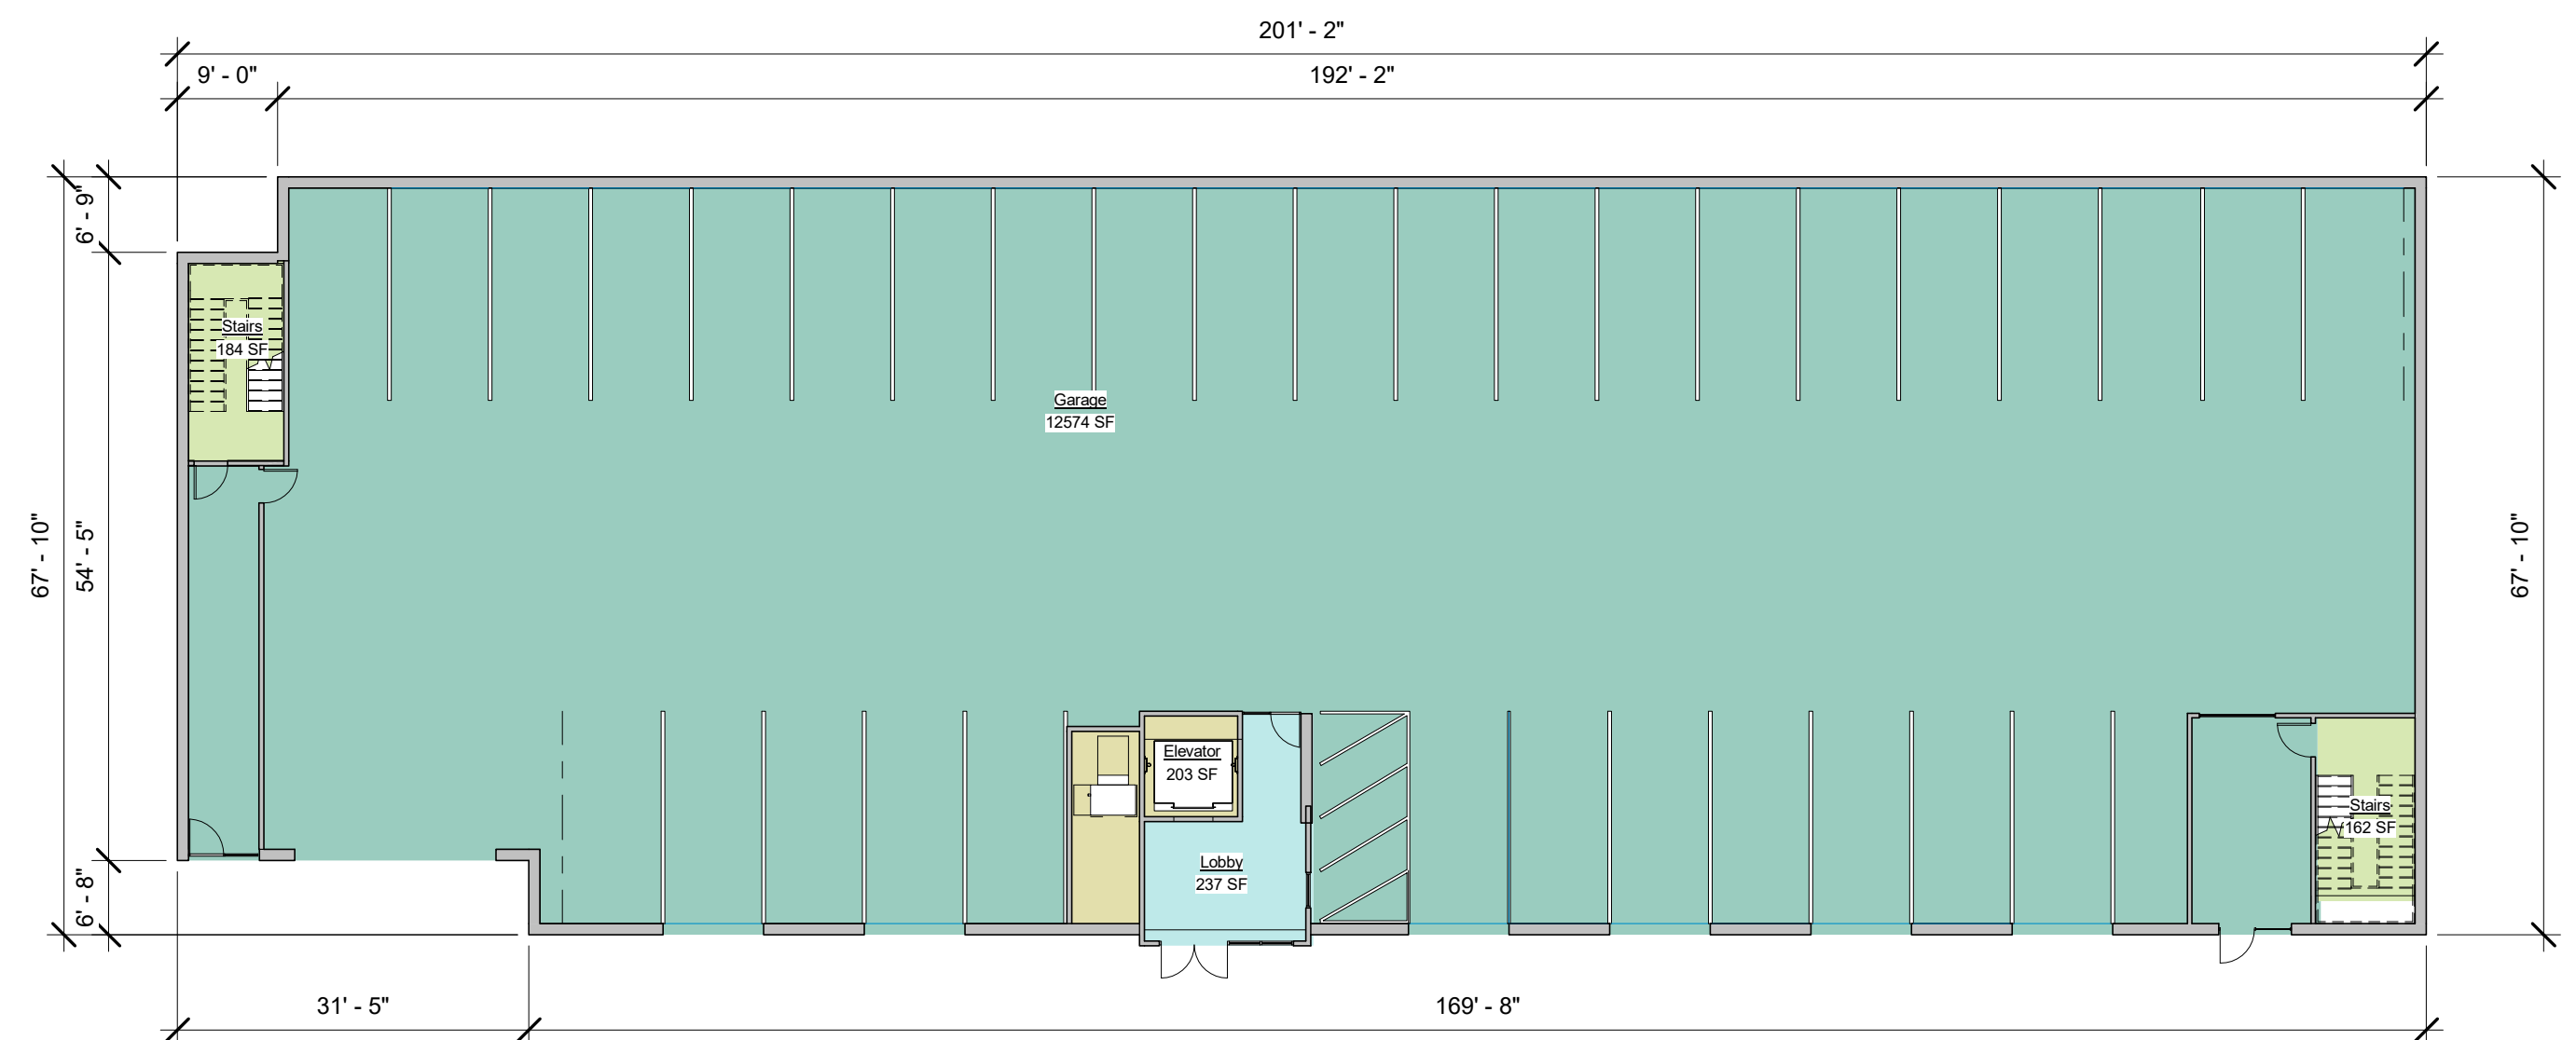 201' - 2"
9' - 0"
192' - 2"
6' - 9"
67' - 10"
54' - 5"
6' - 8"
67' - 10"
Stairs
184 SF
Garage
12574 SF
Elevator
203 SF
Lobby
237 SF
Stairs
162 SF
31' - 5"
169' - 8"